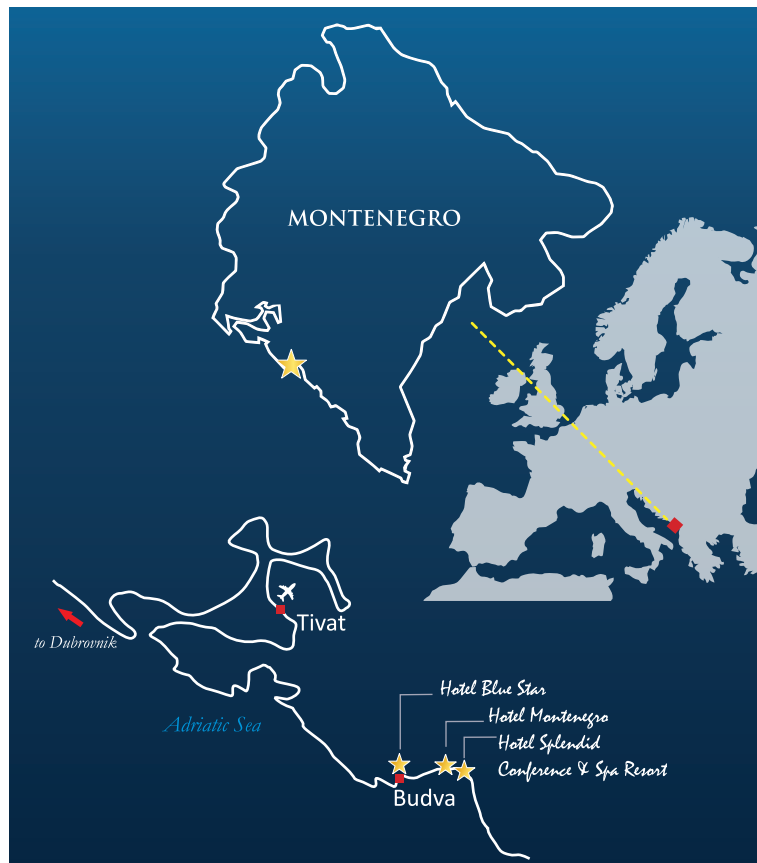 MONTENEGRO
Tivat
to Dubrovnik
Adriatic Sea
Hotel Blue Star
Hotel Montenegro
Hotel Splendid
Conference & Spa Resort
Budva